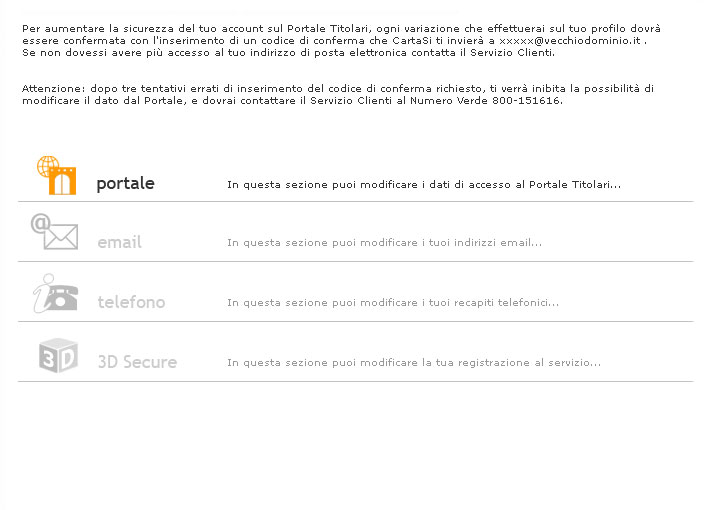 Per aumentare la sicurezza del tuo account sul Portale Titolari, ogni variazione che effettuerai sul tuo profilo dovrà
essere confermata con l'inserimento di un codice di conferma che CartaSi ti invierà a xxxxx@vecchiodominio.it .
Se non dovessi avere più accesso al tuo indirizzo di posta elettronica contatta il Servizio Clienti.
Attenzione: dopo tre tentativi errati di inserimento del codice di conferma richiesto, ti verrà inibita la possibilità di
modificare il dato dal Portale, e dovrai contattare il Servizio Clienti al Numero Verde 800-151616.
portale In questa sezione puoi modificare i dati di accesso al Portale Titolari...
@ email In questa sezione puoi modificare i tuoi indirizzi email...
i telefono In questa sezione puoi modificare i tuoi recapiti telefonici...
3D 3D Secure In questa sezione puoi modificare la tua registrazione al servizio...